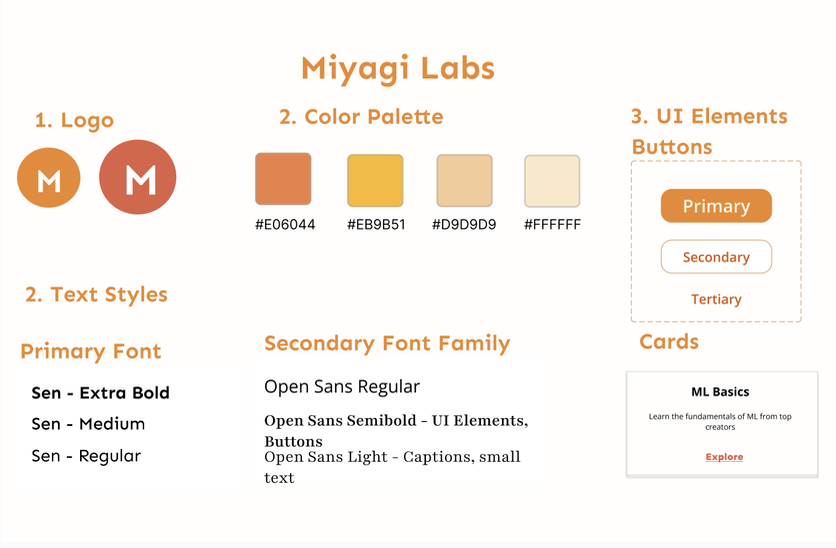 Miyagi Labs
1. Logo
M
M
2. Color Palette
#E06044
#EB9B51
#D9D9D9
#FFFFFF
3. UI Elements
Buttons
Primary
Secondary
Tertiary
2. Text Styles
Primary Font
Sen - Extra Bold
Sen - Medium
Sen - Regular
Secondary Font Family
Open Sans Regular
Open Sans Semibold - UI Elements,
Buttons
Open Sans Light - Captions, small
text
Cards
ML Basics
Learn the fundamentals of ML from top
creators
Explore